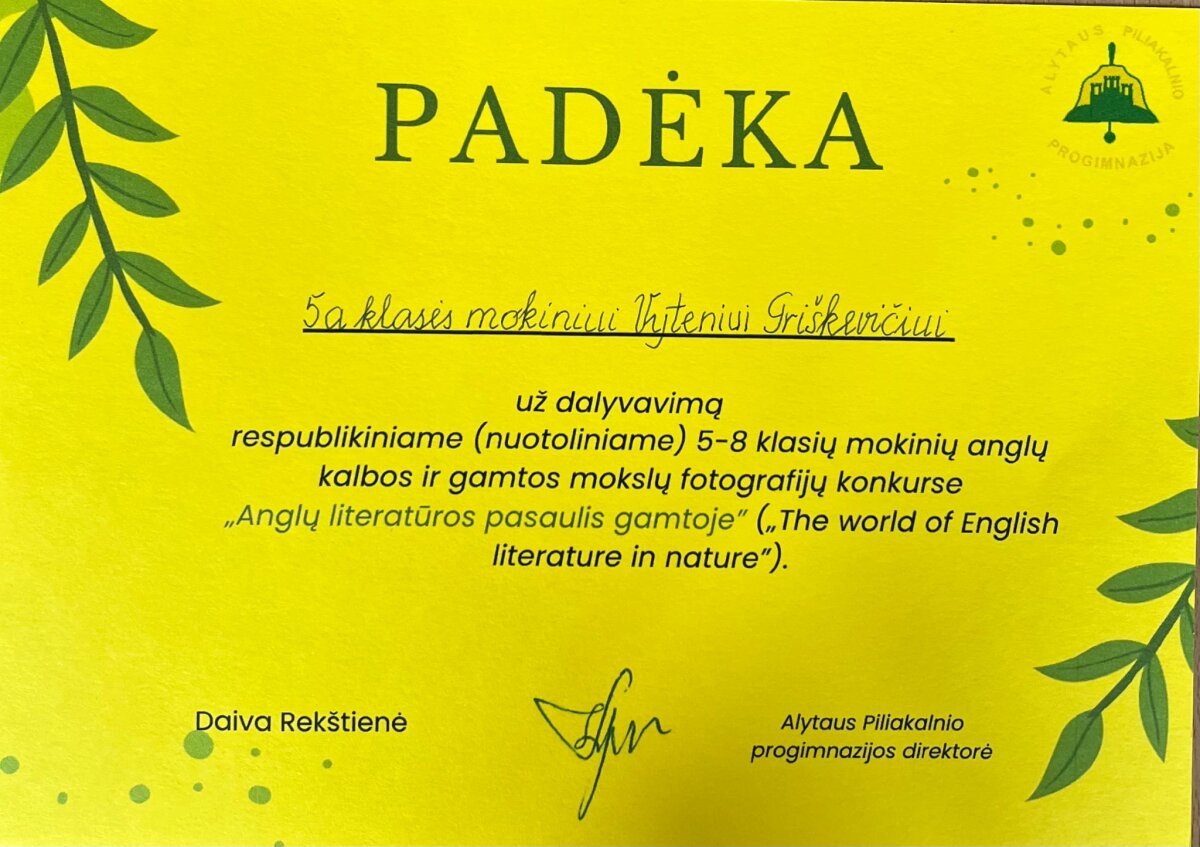 ALYTAUS PILIAKALNIO
PROGIMNAZIJA
PADĖKA
5a klasės mokiniui Vyteniui Griškevičiui
už dalyvavimą
respublikiniame (nuotoliniame) 5-8 klasių mokinių anglų
kalbos ir gamtos mokslų fotografijų konkurse
„Anglų literatūros pasaulis gamtoje” („The world of English
literature in nature”).
Daiva Rekštienė
Alytaus Piliakalnio
progimnazijos direktorė